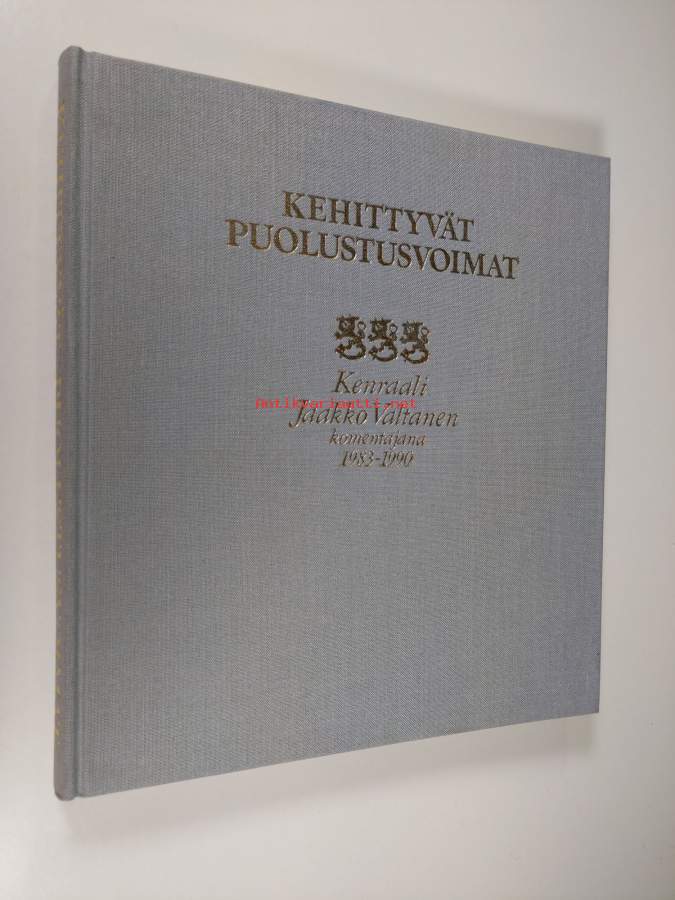 KEHITTYVÄT
PUOLUSTUSVOIMAT
Kenraali
Jaakko Valtanen
komentajana
1983-1990
antikvariaatti.net